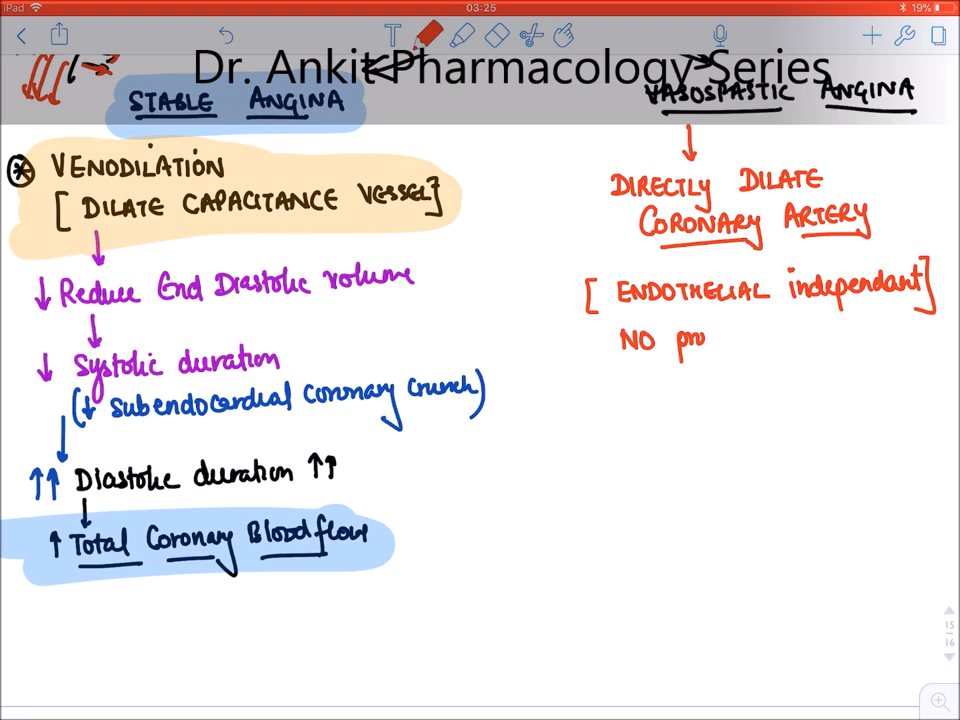 iPad
03:25
19%
Dr. Ankit Pharmacology Series
STABLE ANGINA
VASOSPASTIC ANGINA
VENODILATION
[ DILATE CAPACITANCE VESSEL]
↓ Reduce End Diastolic volume
↓ Systolic duration
(↓ Subendocardial coronary crunch)
↑↑ Diastolic duration ↑↑
↑ Total Coronary Bloodflow
DIRECTLY DILATE
CORONARY ARTERY
[ ENDOTHELIAL independant]
NO pro
15
16